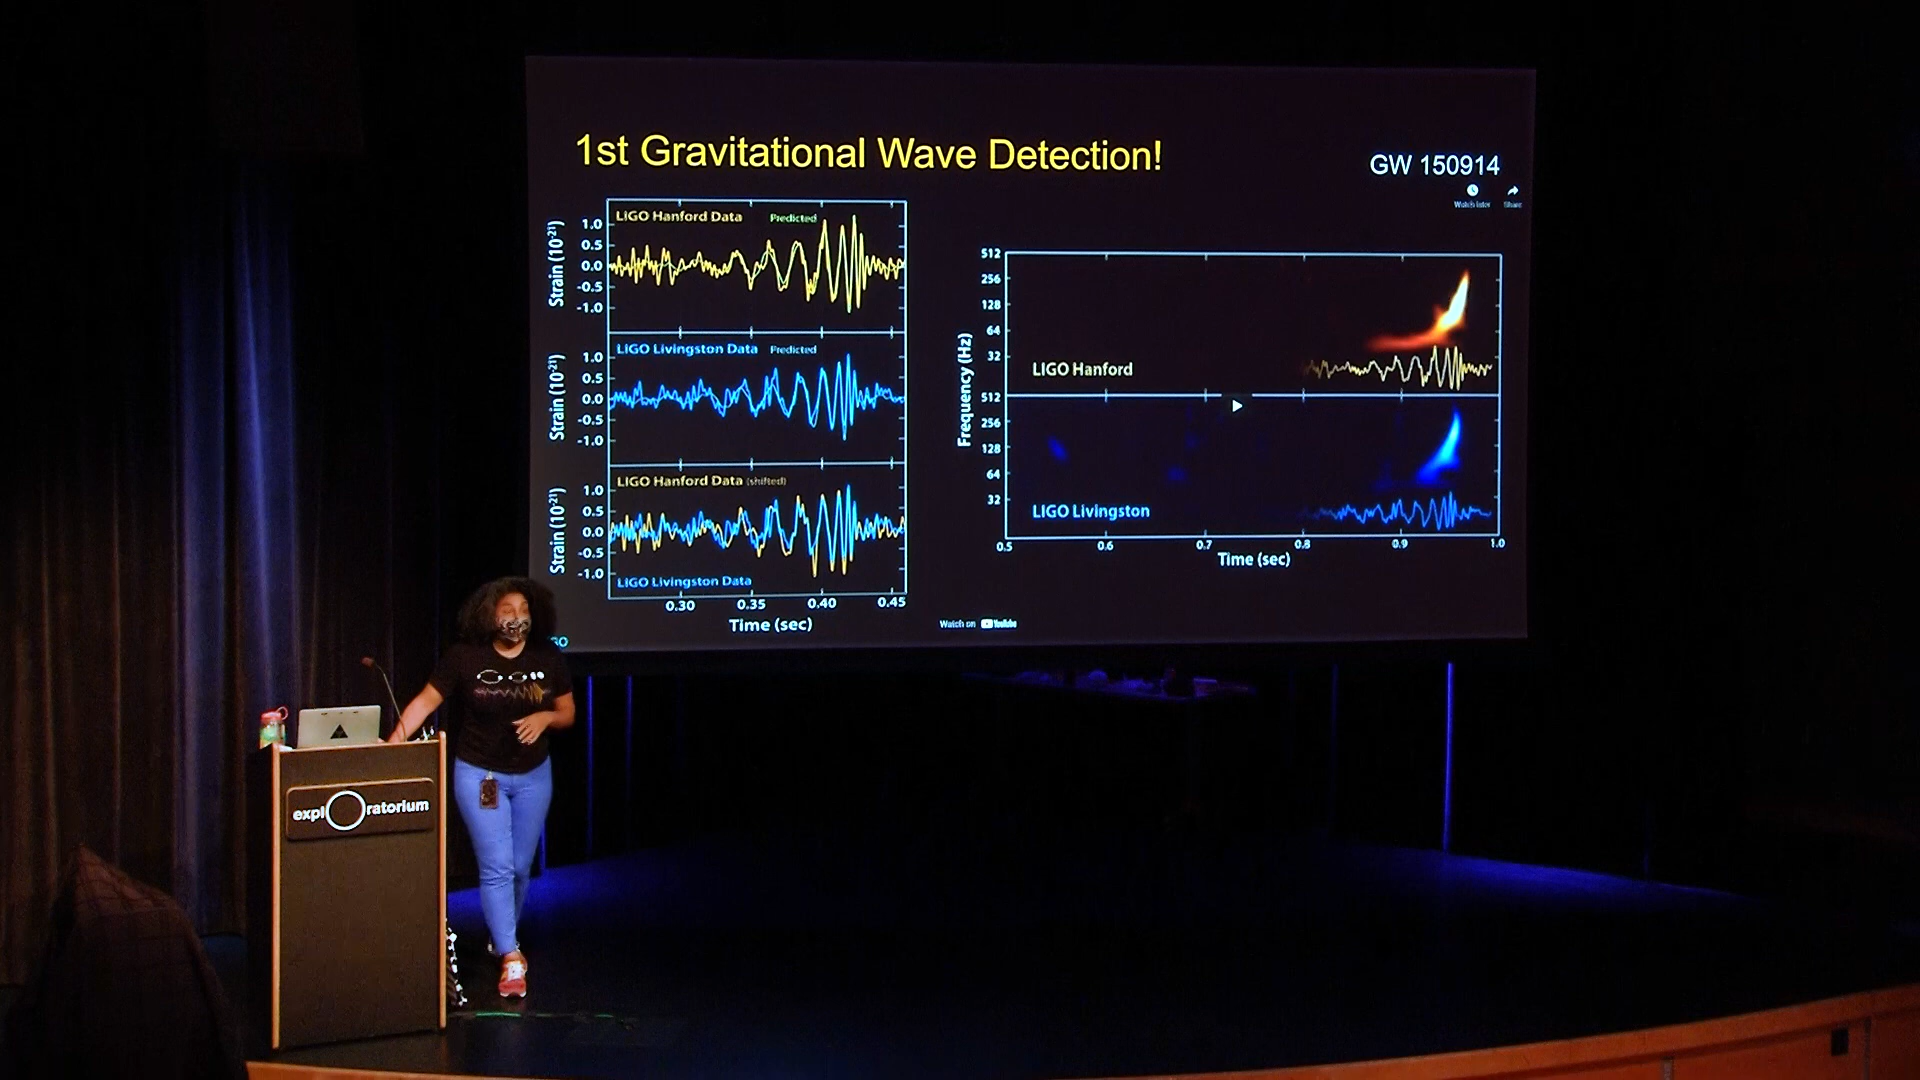 1st Gravitational Wave Detection!
GW 150914
Watch later
Share
LIGO Hanford Data
Predicted
Strain (10-21)
1.0
0.5
0.0
-0.5
-1.0
LIGO Livingston Data
Predicted
Strain (10-21)
1.0
0.5
0.0
-0.5
-1.0
LIGO Hanford Data (shifted)
Strain (10-21)
1.0
0.5
0.0
-0.5
-1.0
LIGO Livingston Data
0.30 0.35 0.40 0.45
Time (sec)
Frequency (Hz)
512
256
128
64
32
LIGO Hanford
512
256
128
64
32
LIGO Livingston
0.5 0.6 0.7 0.8 0.9 1.0
Time (sec)
Watch on YouTube
GO
exploratorium